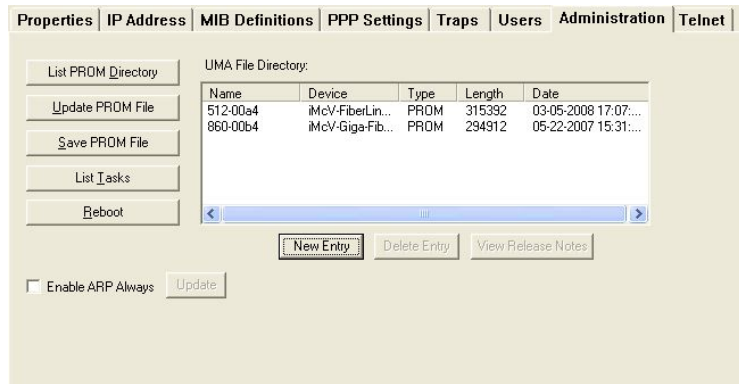 Properties IP Address MIB Definitions PPP Settings Traps Users Administration Telnet
List PROM Directory
Update PROM File
Save PROM File
List Tasks
Reboot
UMA File Directory:
Name Device Type Length Date
512-00a4 iMcV-FiberLin... PROM 315392 03-05-2008 17:07:...
860-00b4 iMcV-Giga-Fib... PROM 294912 05-22-2007 15:31:...
New Entry Delete Entry View Release Notes
Enable ARP Always Update